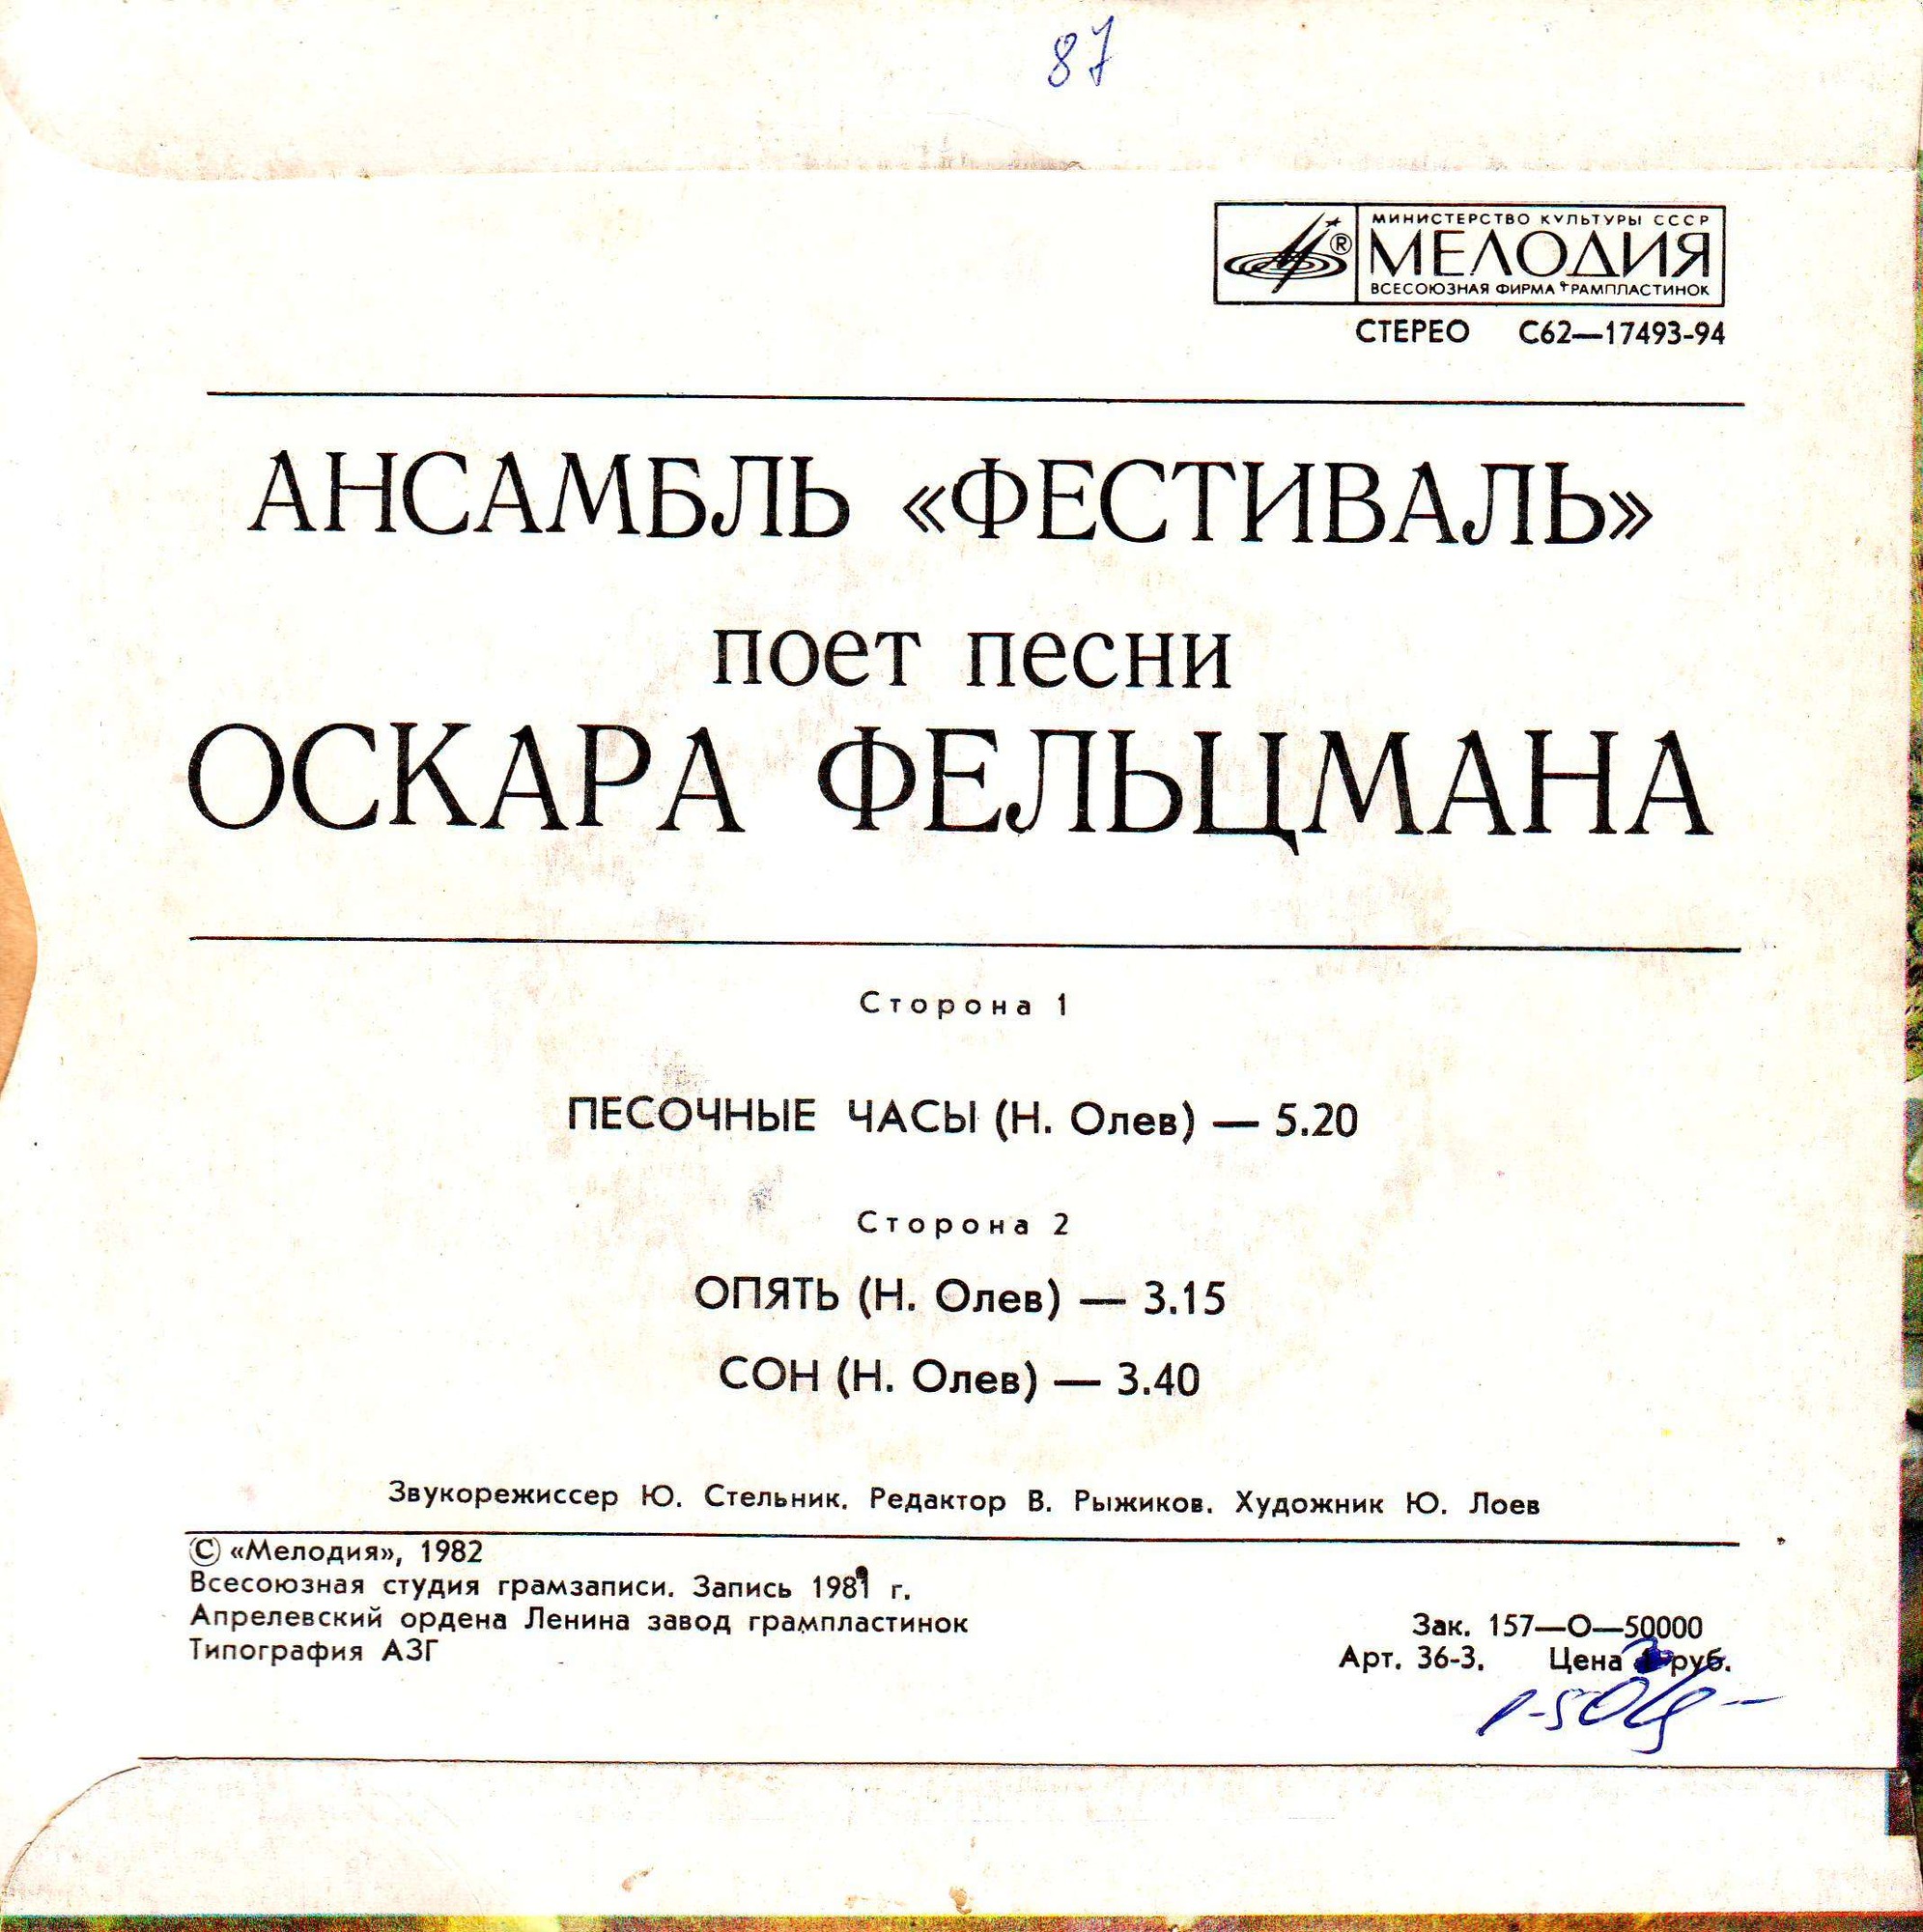 87
МИНИСТЕРСТВО КУЛЬТУРЫ СССР
® МЕЛОДИЯ
ВСЕСОЮЗНАЯ ФИРМА ГРАМПЛАСТИНОК
СТЕРЕО С62—17493-94
АНСАМБЛЬ «ФЕСТИВАЛЬ»
поет песни
ОСКАРА ФЕЛЬЦМАНА
Сторона 1
ПЕСОЧНЫЕ ЧАСЫ (Н. Олев) — 5.20
Сторона 2
ОПЯТЬ (Н. Олев) — 3.15
СОН (Н. Олев) — 3.40
Звукорежиссер Ю. Стельник. Редактор В. Рыжиков. Художник Ю. Лоев
© «Мелодия», 1982
Всесоюзная студия грамзаписи. Запись 1981 г.
Апрелевский ордена Ленина завод грампластинок
Типография АЗГ
Зак. 157—О—50000
Арт. 36-3. Цена руб.
1-50